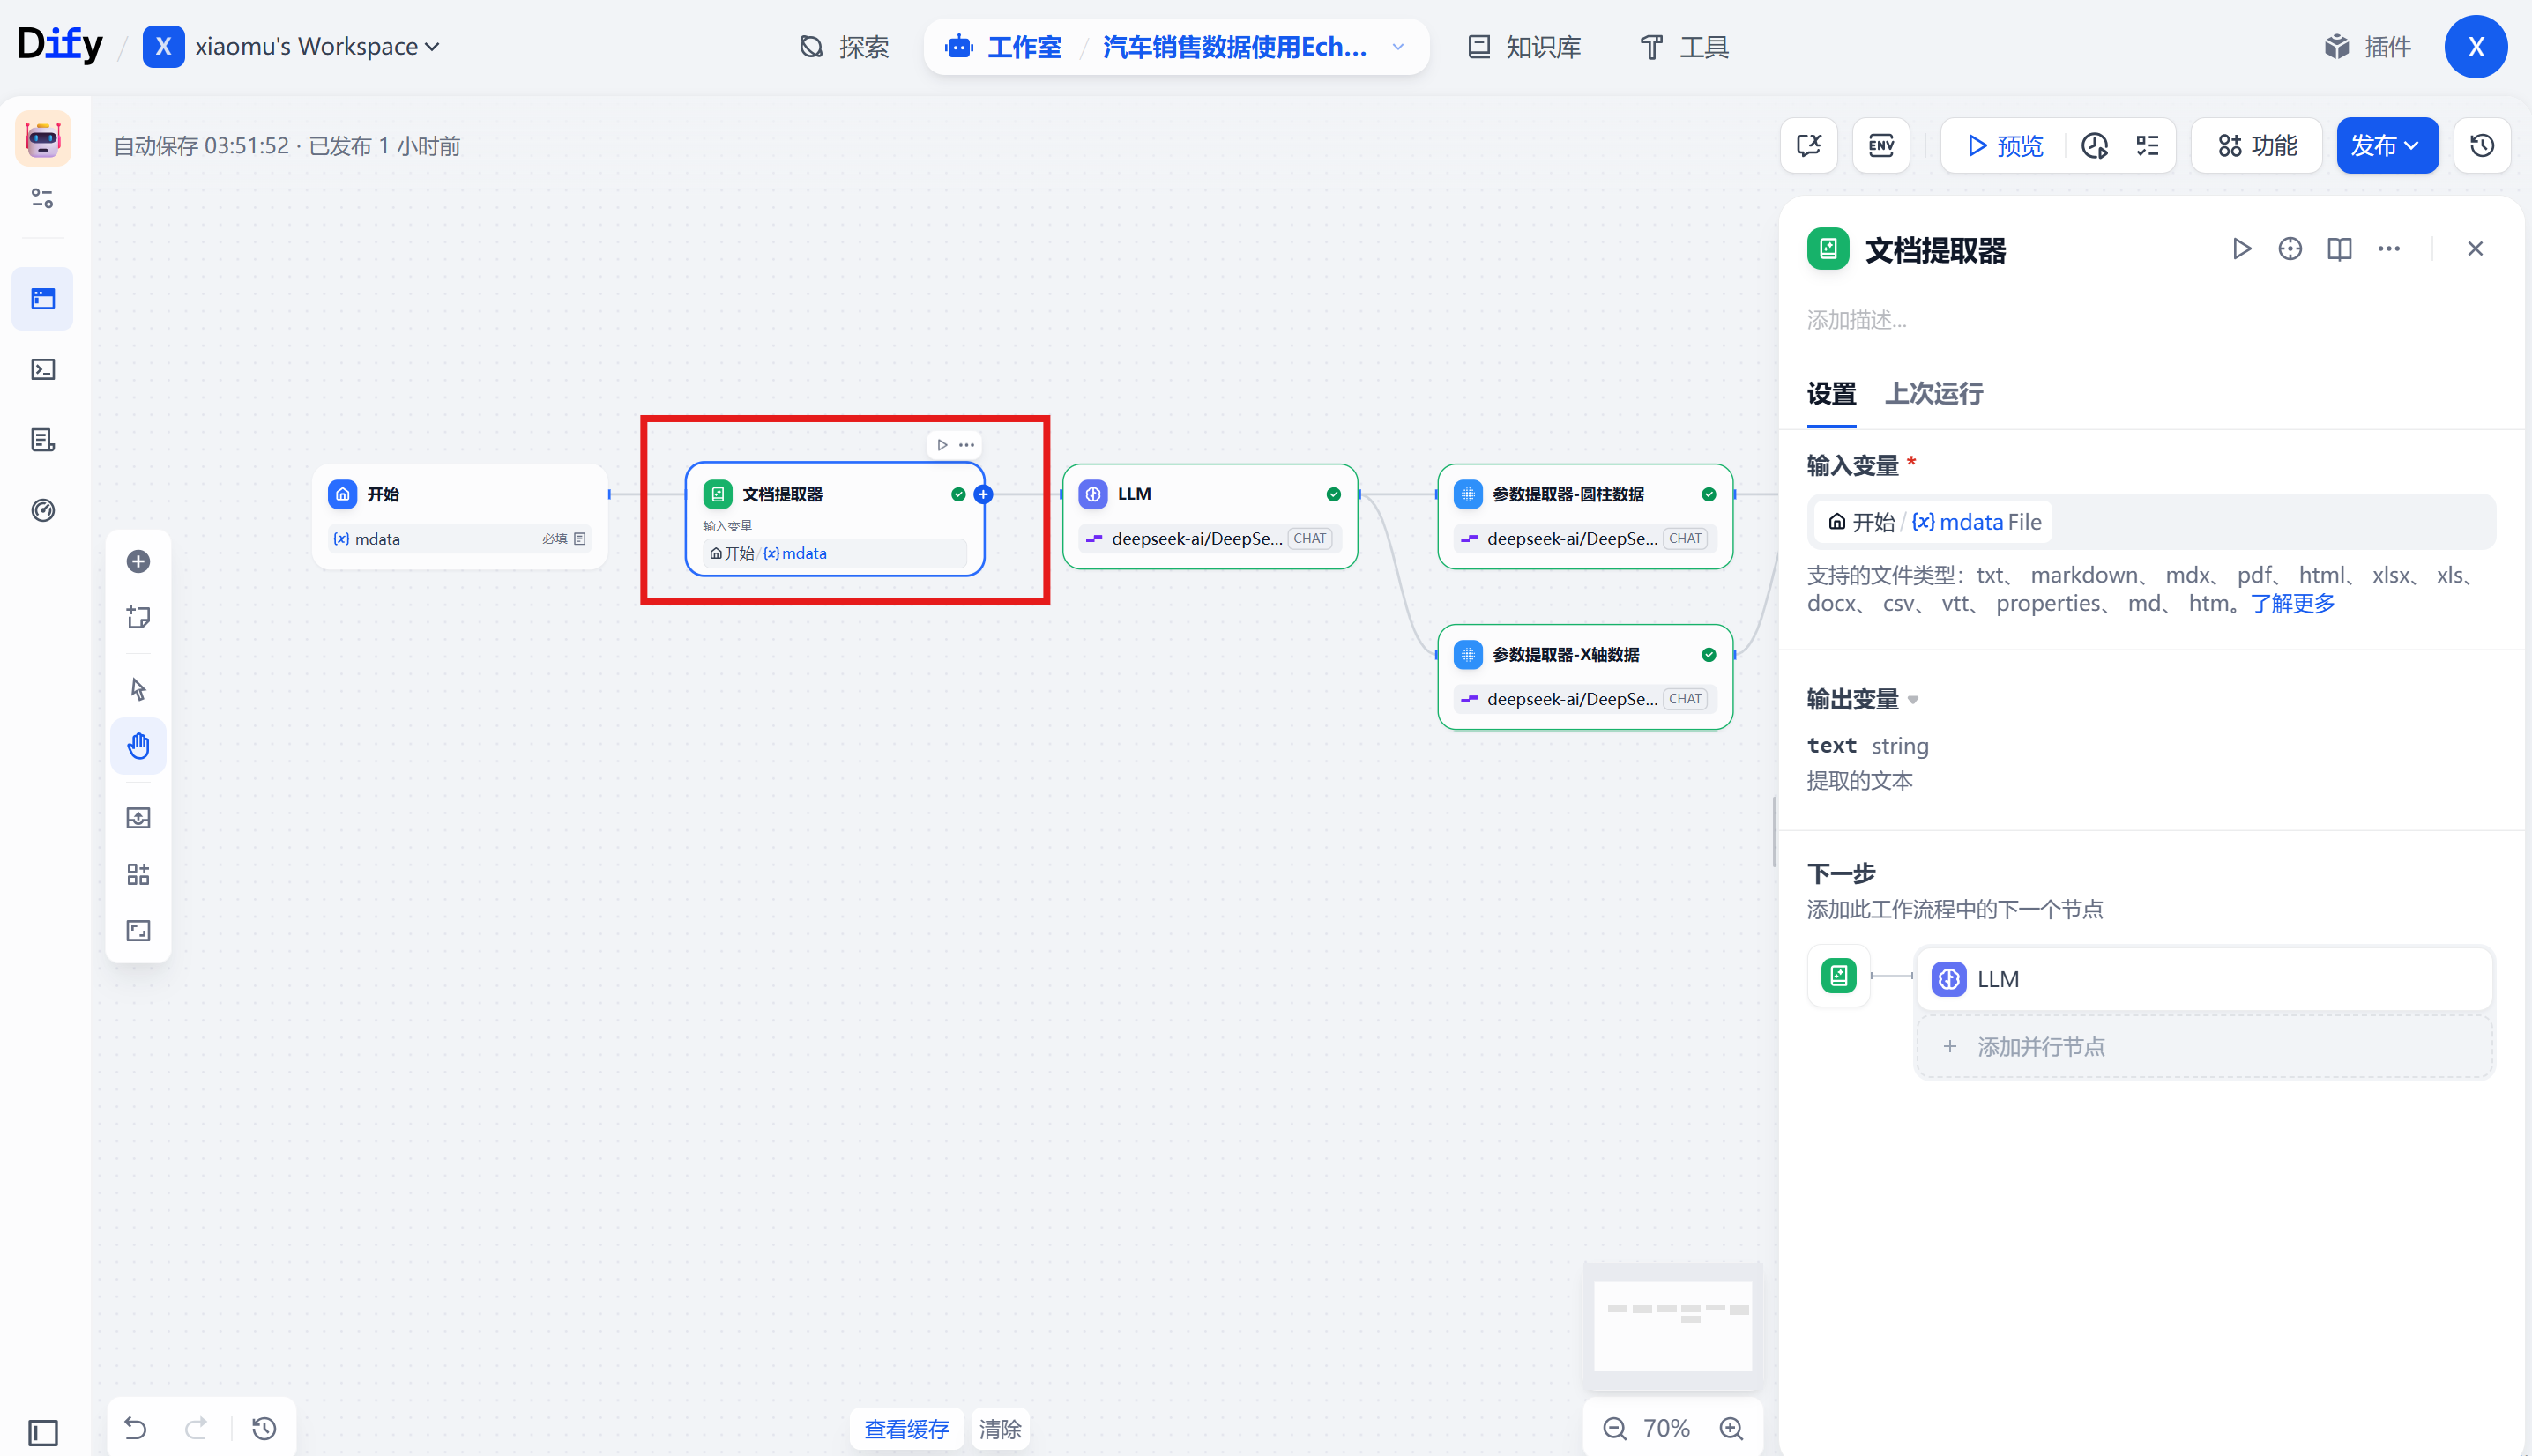 Dify / X xiaomu's Workspace
探索
工作室 / 汽车销售数据使用Ech...
知识库
工具
插件
X
自动保存 03:51:52 · 已发布 1 小时前
ENV
预览
功能
发布
开始
{x} mdata 必填
文档提取器
输入变量
开始/{x} mdata
LLM
deepseek-ai/DeepSe... CHAT
参数提取器-圆柱数据
deepseek-ai/DeepSe... CHAT
参数提取器-X轴数据
deepseek-ai/DeepSe... CHAT
文档提取器
添加描述...
设置 上次运行
输入变量 *
开始/{x} mdata File
支持的文件类型：txt、 markdown、 mdx、 pdf、 html、 xlsx、 xls、
docx、 csv、 vtt、 properties、 md、 htm。了解更多
输出变量
text string
提取的文本
下一步
添加此工作流程中的下一个节点
LLM
+ 添加并行节点
查看缓存 清除
70%